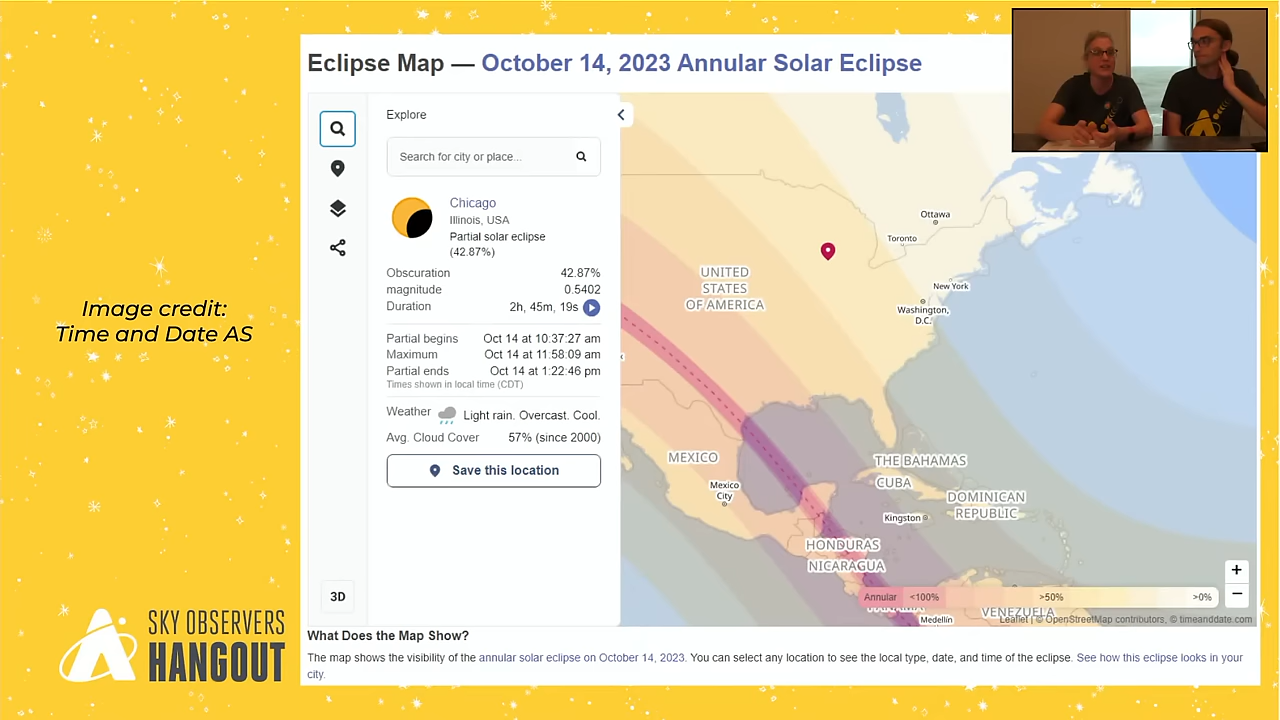 Eclipse Map — October 14, 2023 Annular Solar Eclipse
Explore
Search for city or place...
Chicago
Illinois, USA
Partial solar eclipse
(42.87%)
Obscuration 42.87%
magnitude 0.5402
Duration 2h, 45m, 19s
Partial begins Oct 14 at 10:37:27 am
Maximum Oct 14 at 11:58:09 am
Partial ends Oct 14 at 1:22:46 pm
Times shown in local time (CDT)
Weather Light rain. Overcast. Cool.
Avg. Cloud Cover 57% (since 2000)
Save this location
3D
Ottawa
Toronto
UNITED
STATES
OF AMERICA
New York
Washington,
D.C.
MEXICO
Mexico
City
THE BAHAMAS
CUBA
DOMINICAN
REPUBLIC
Kingston
HONDURAS
NICARAGUA
+
−
Annular <100% >50% >0%
PANAMA
VENEZUELA
Medellín
Leaflet | © OpenStreetMap contributors, © timeanddate.com
What Does the Map Show?
The map shows the visibility of the annular solar eclipse on October 14, 2023. You can select any location to see the local type, date, and time of the eclipse. See how this eclipse looks in your
city.
Image credit:
Time and Date AS
SKY OBSERVERS
HANGOUT